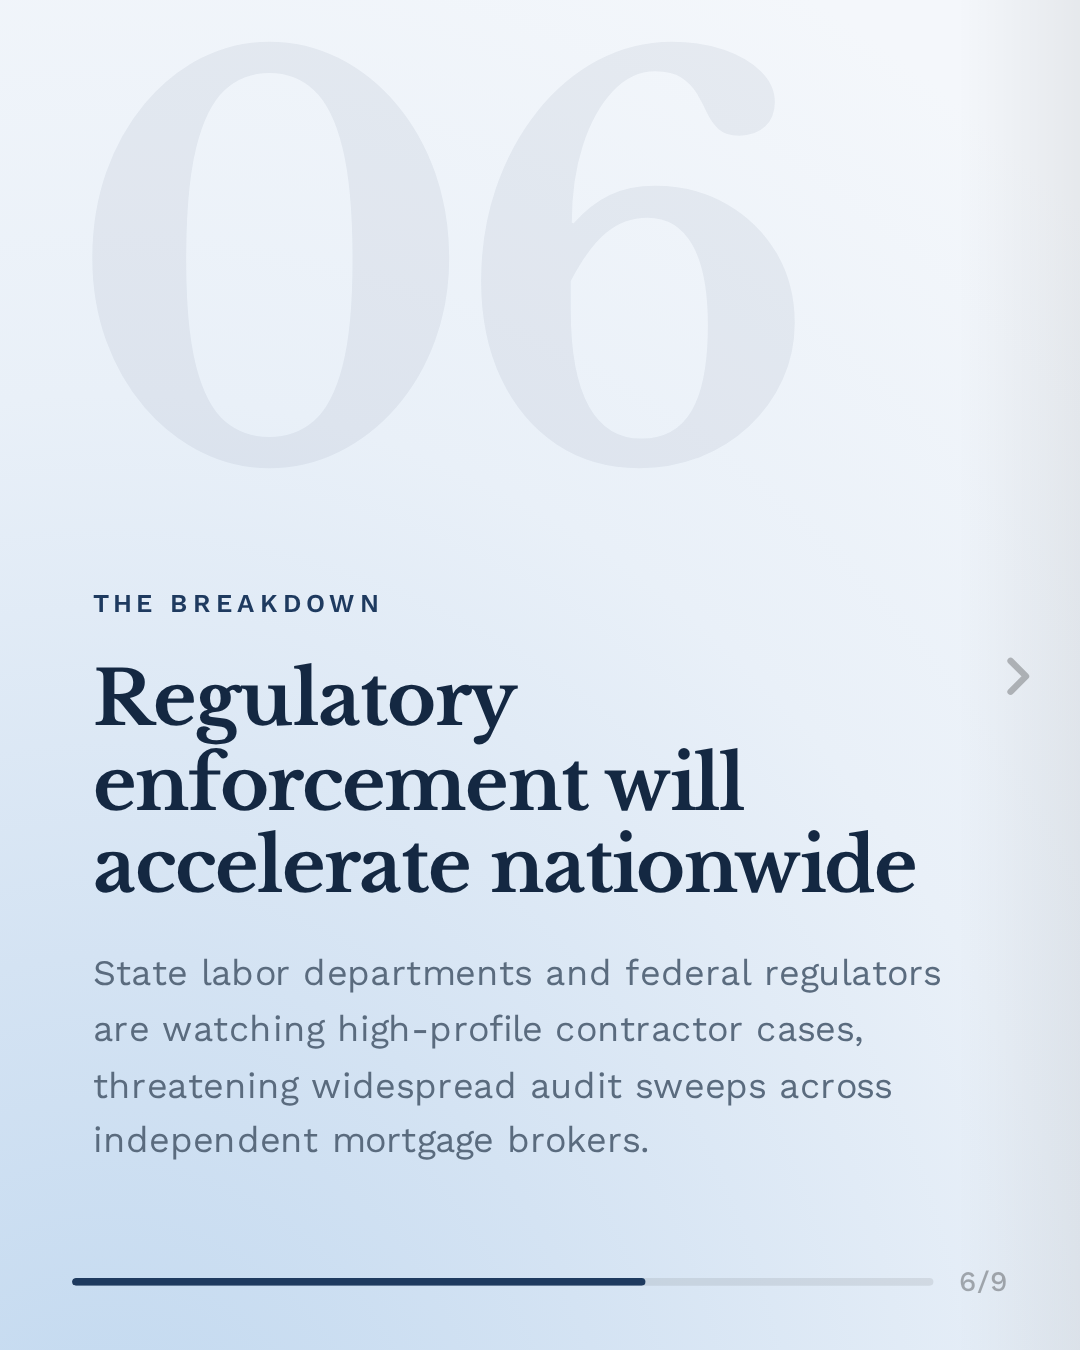 06
THE BREAKDOWN
Regulatory
enforcement will
accelerate nationwide
State labor departments and federal regulators
are watching high-profile contractor cases,
threatening widespread audit sweeps across
independent mortgage brokers.
6/9